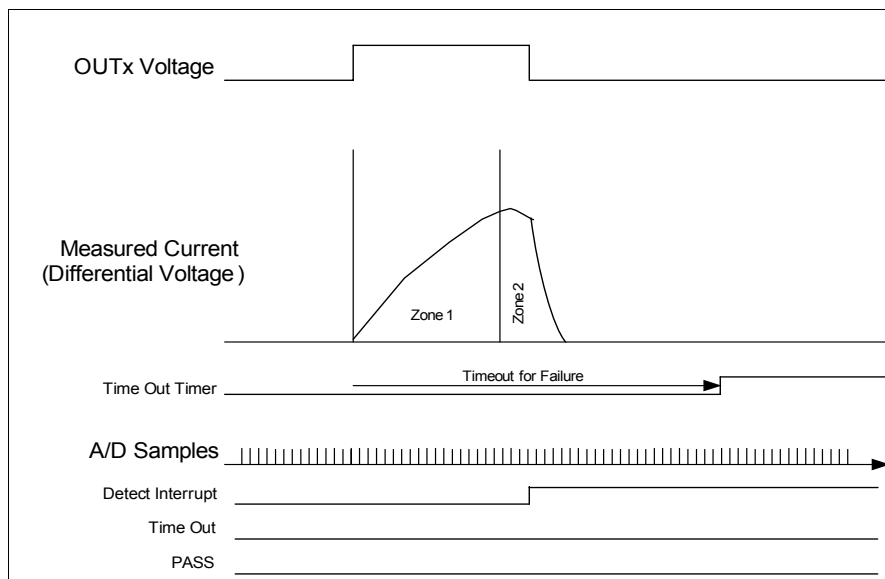 OUTx Voltage
Measured Current
(Differential Voltage)
Zone 1
Zone 2
Timeout for Failure
Time Out Timer
A/D Samples
Detect Interrupt
Time Out
PASS